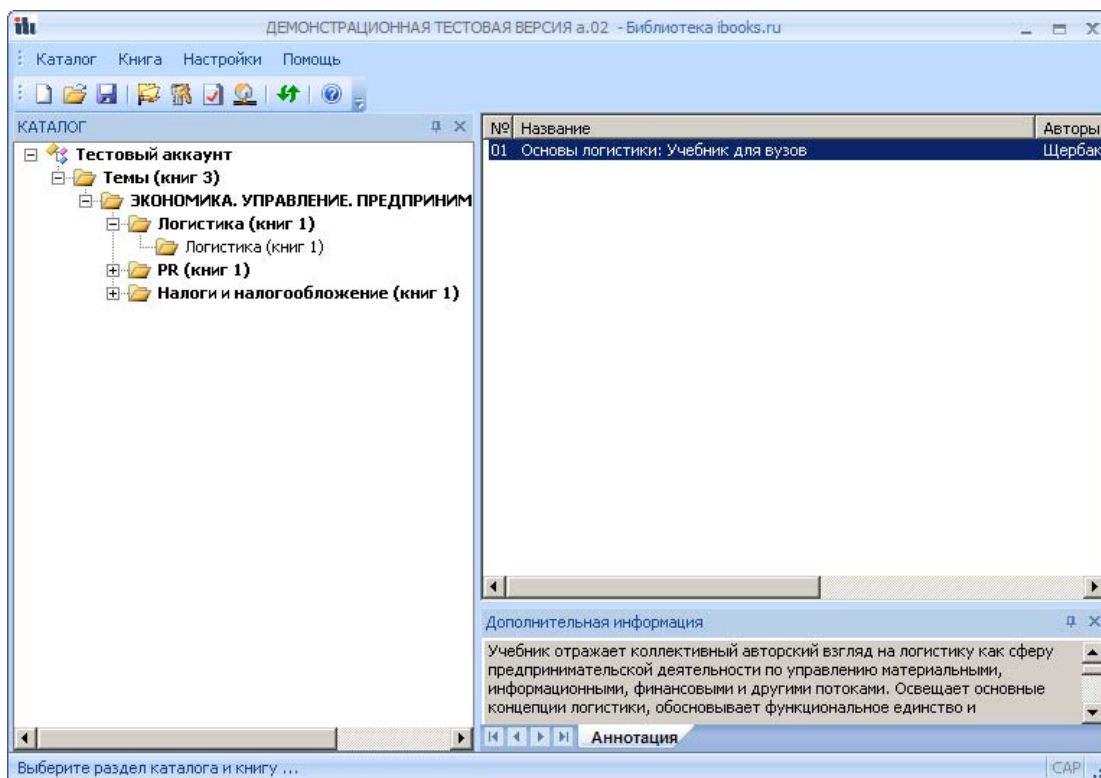 ДЕМОНСТРАЦИОННАЯ ТЕСТОВАЯ ВЕРСИЯ а.02 - Библиотека ibooks.ru
Каталог Книга Настройки Помощь
КАТАЛОГ
Тестовый аккаунт
Темы (книг 3)
ЭКОНОМИКА. УПРАВЛЕНИЕ. ПРЕДПРИНИМ
Логистика (книг 1)
Логистика (книг 1)
PR (книг 1)
Налоги и налогообложение (книг 1)
№ Название Авторы
01 Основы логистики: Учебник для вузов Щербак
Дополнительная информация
Учебник отражает коллективный авторский взгляд на логистику как сферу
предпринимательской деятельности по управлению материальными,
информационными, финансовыми и другими потоками. Освещает основные
концепции логистики, обосновывает функциональное единство и
Аннотация
Выберите раздел каталога и книгу ... CAP